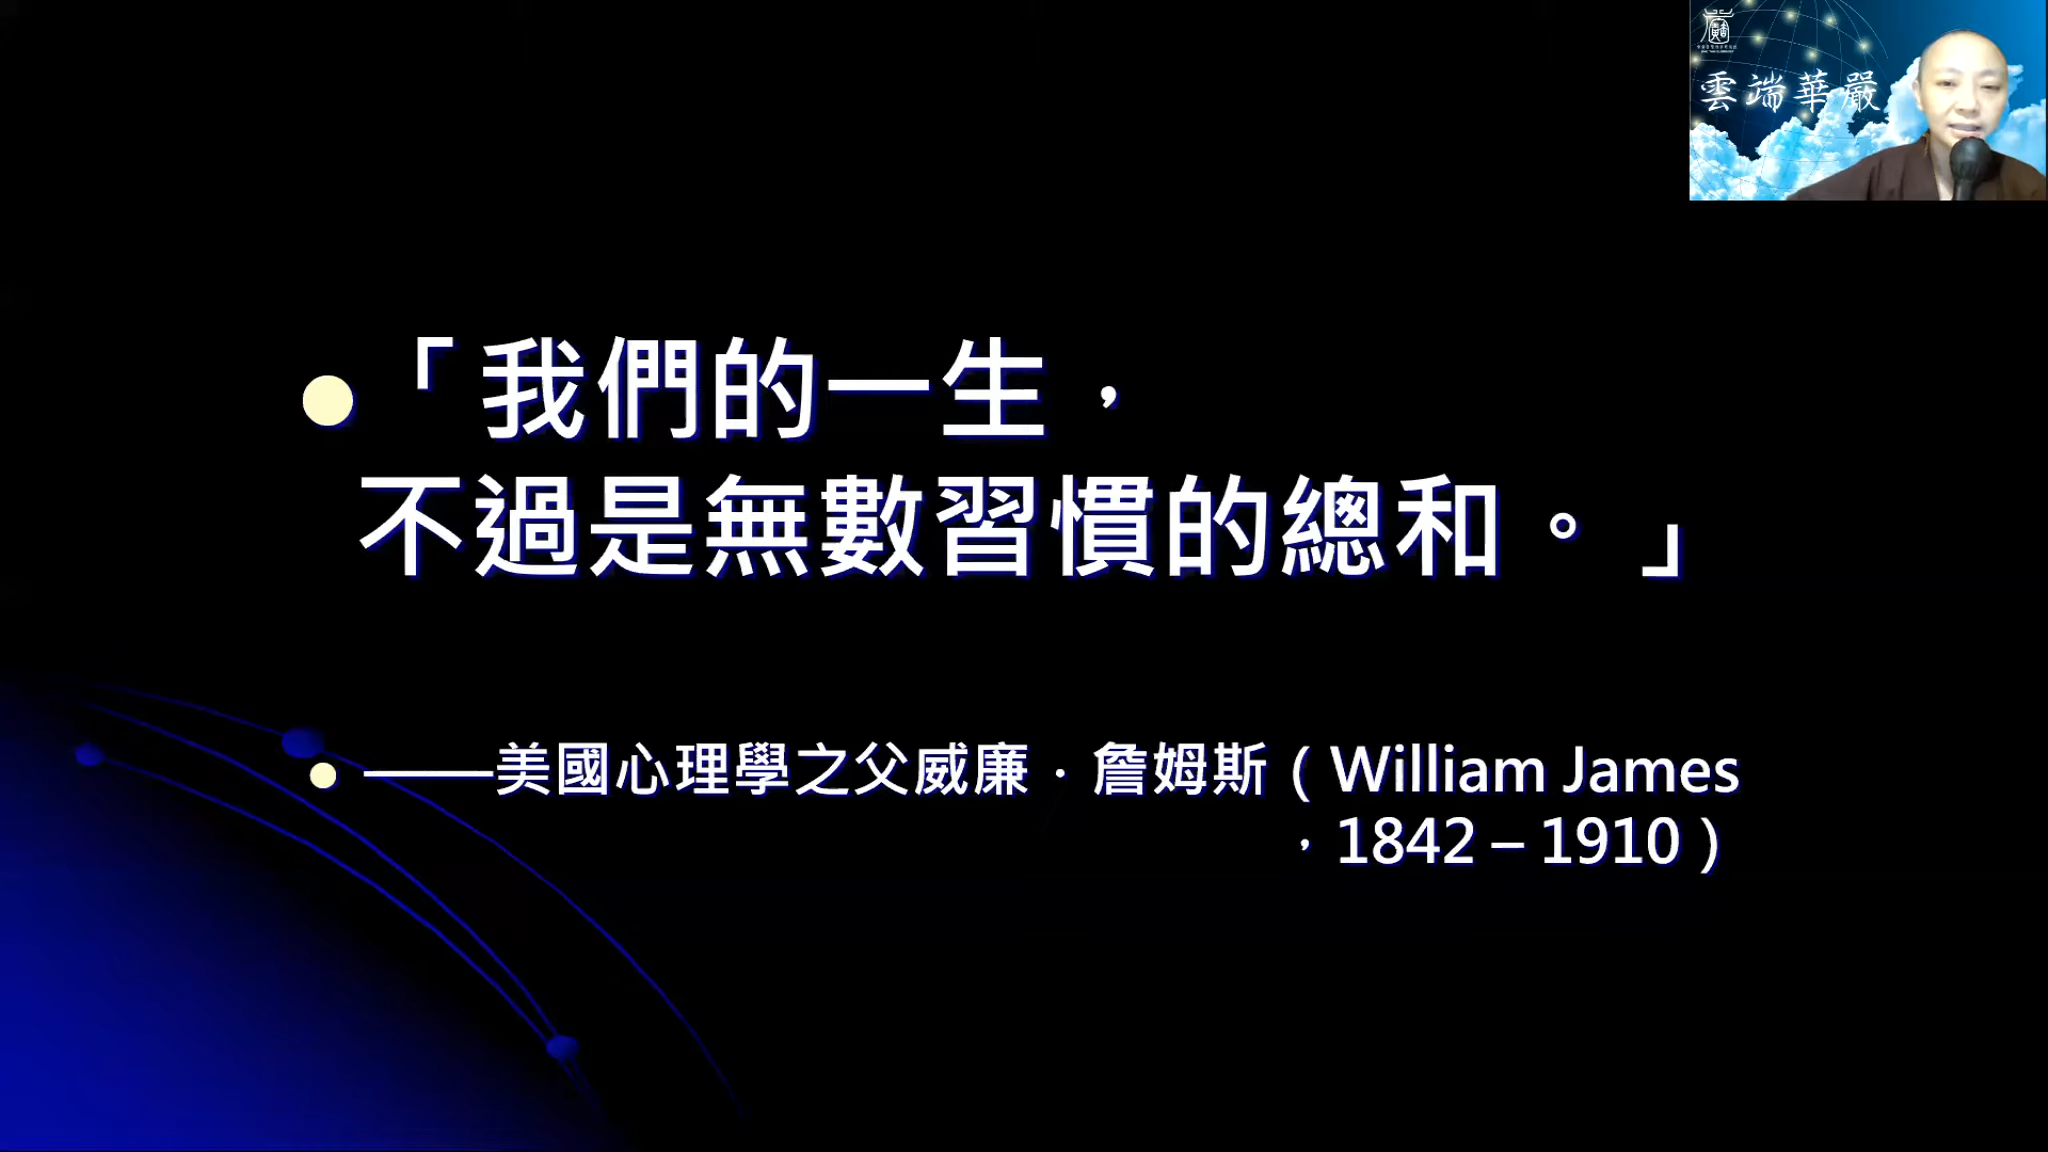 雲端華嚴
「我們的一生，
不過是無數習慣的總和。」
——美國心理學之父威廉．詹姆斯（William James
，1842 – 1910）